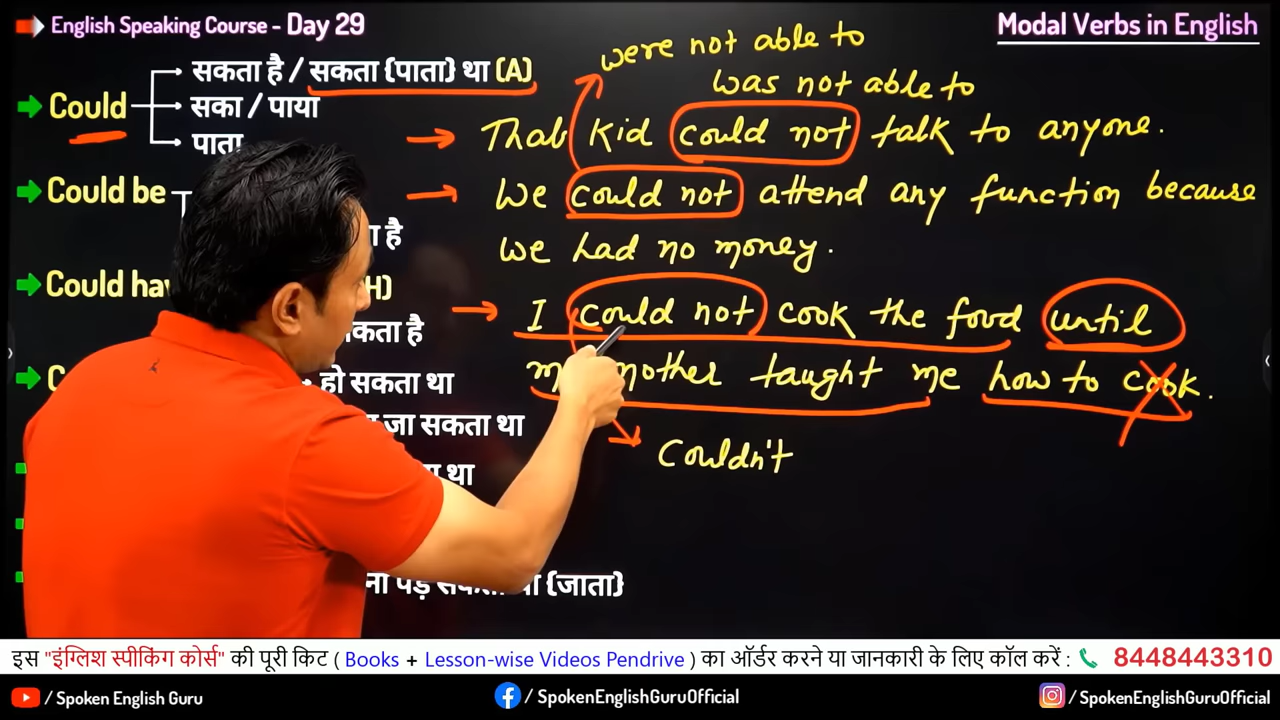 English Speaking Course - Day 29
Modal Verbs in English
were not able to
was not able to
Could
सकता है / सकता {पाता} था (A)
सका / पाया
पाता
That Kid could not talk to anyone.
Could be
We could not attend any function because
we had no money.
है
Could hav
H)
सकता है
I could not cook the food until
mother taught me how to cook.
हो सकता था
जा सकता था
Couldn't
था
पड़
{जाता}
इस "इंग्लिश स्पीकिंग कोर्स" की पूरी किट ( Books + Lesson-wise Videos Pendrive ) का ऑर्डर करने या जानकारी के लिए कॉल करें : 8448443310
/ Spoken English Guru
/ SpokenEnglishGuruOfficial
/ SpokenEnglishGuruOfficial